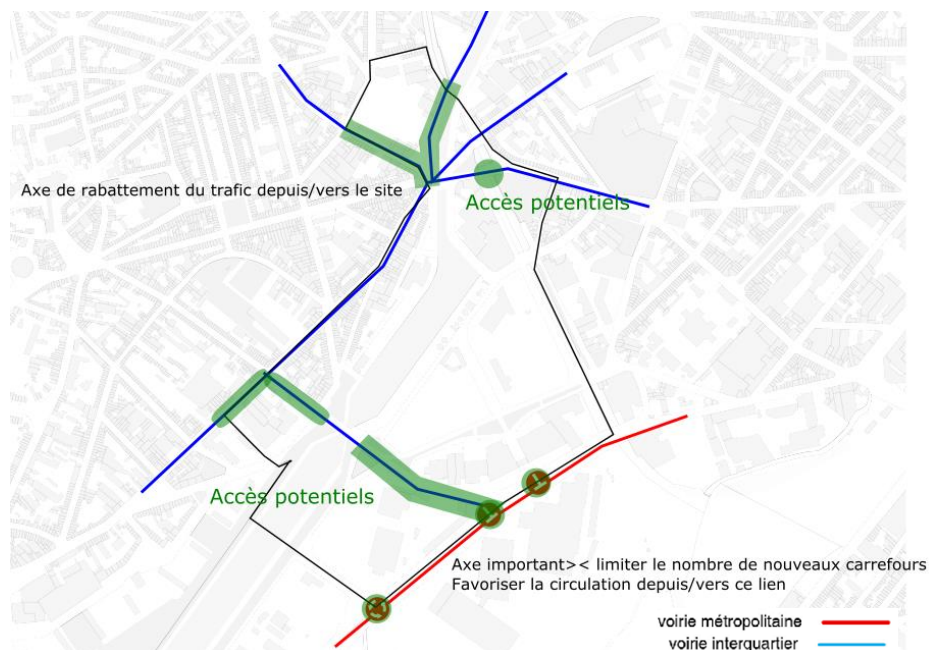 Axe de rabattement du trafic depuis/vers le site
Accès potentiels
Accès potentiels
Axe important>< limiter le nombre de nouveaux carrefours
Favoriser la circulation depuis/vers ce lien
voirie métropolitaine
voirie interquartier